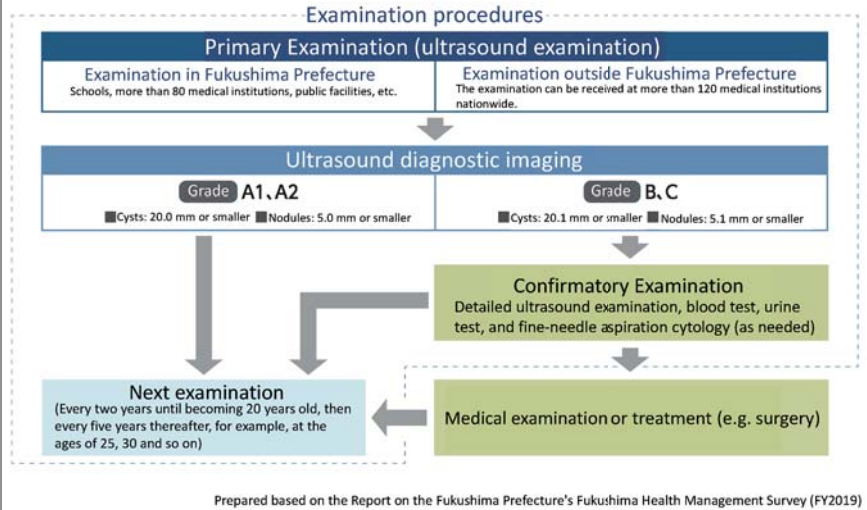 Examination procedures
Primary Examination (ultrasound examination)
Examination in Fukushima Prefecture
Schools, more than 80 medical institutions, public facilities, etc.
Examination outside Fukushima Prefecture
The examination can be received at more than 120 medical institutions
nationwide.
Ultrasound diagnostic imaging
Grade A1、A2
■Cysts: 20.0 mm or smaller ■Nodules: 5.0 mm or smaller
Grade B、C
■Cysts: 20.1 mm or smaller ■Nodules: 5.1 mm or smaller
Confirmatory Examination
Detailed ultrasound examination, blood test, urine
test, and fine-needle aspiration cytology (as needed)
Next examination
(Every two years until becoming 20 years old, then
every five years thereafter, for example, at the
ages of 25, 30 and so on)
Medical examination or treatment (e.g. surgery)
Prepared based on the Report on the Fukushima Prefecture's Fukushima Health Management Survey (FY2019)